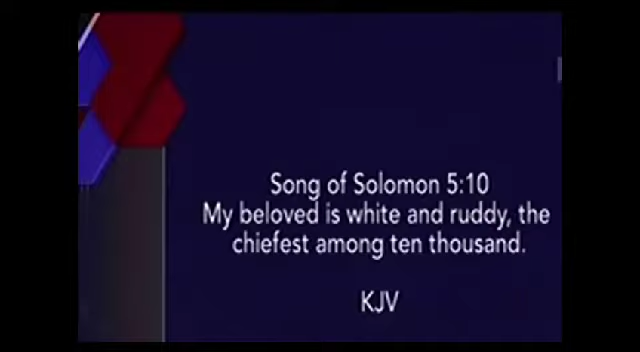 Song of Solomon 5:10
My beloved is white and ruddy, the
chiefest among ten thousand.
KJV